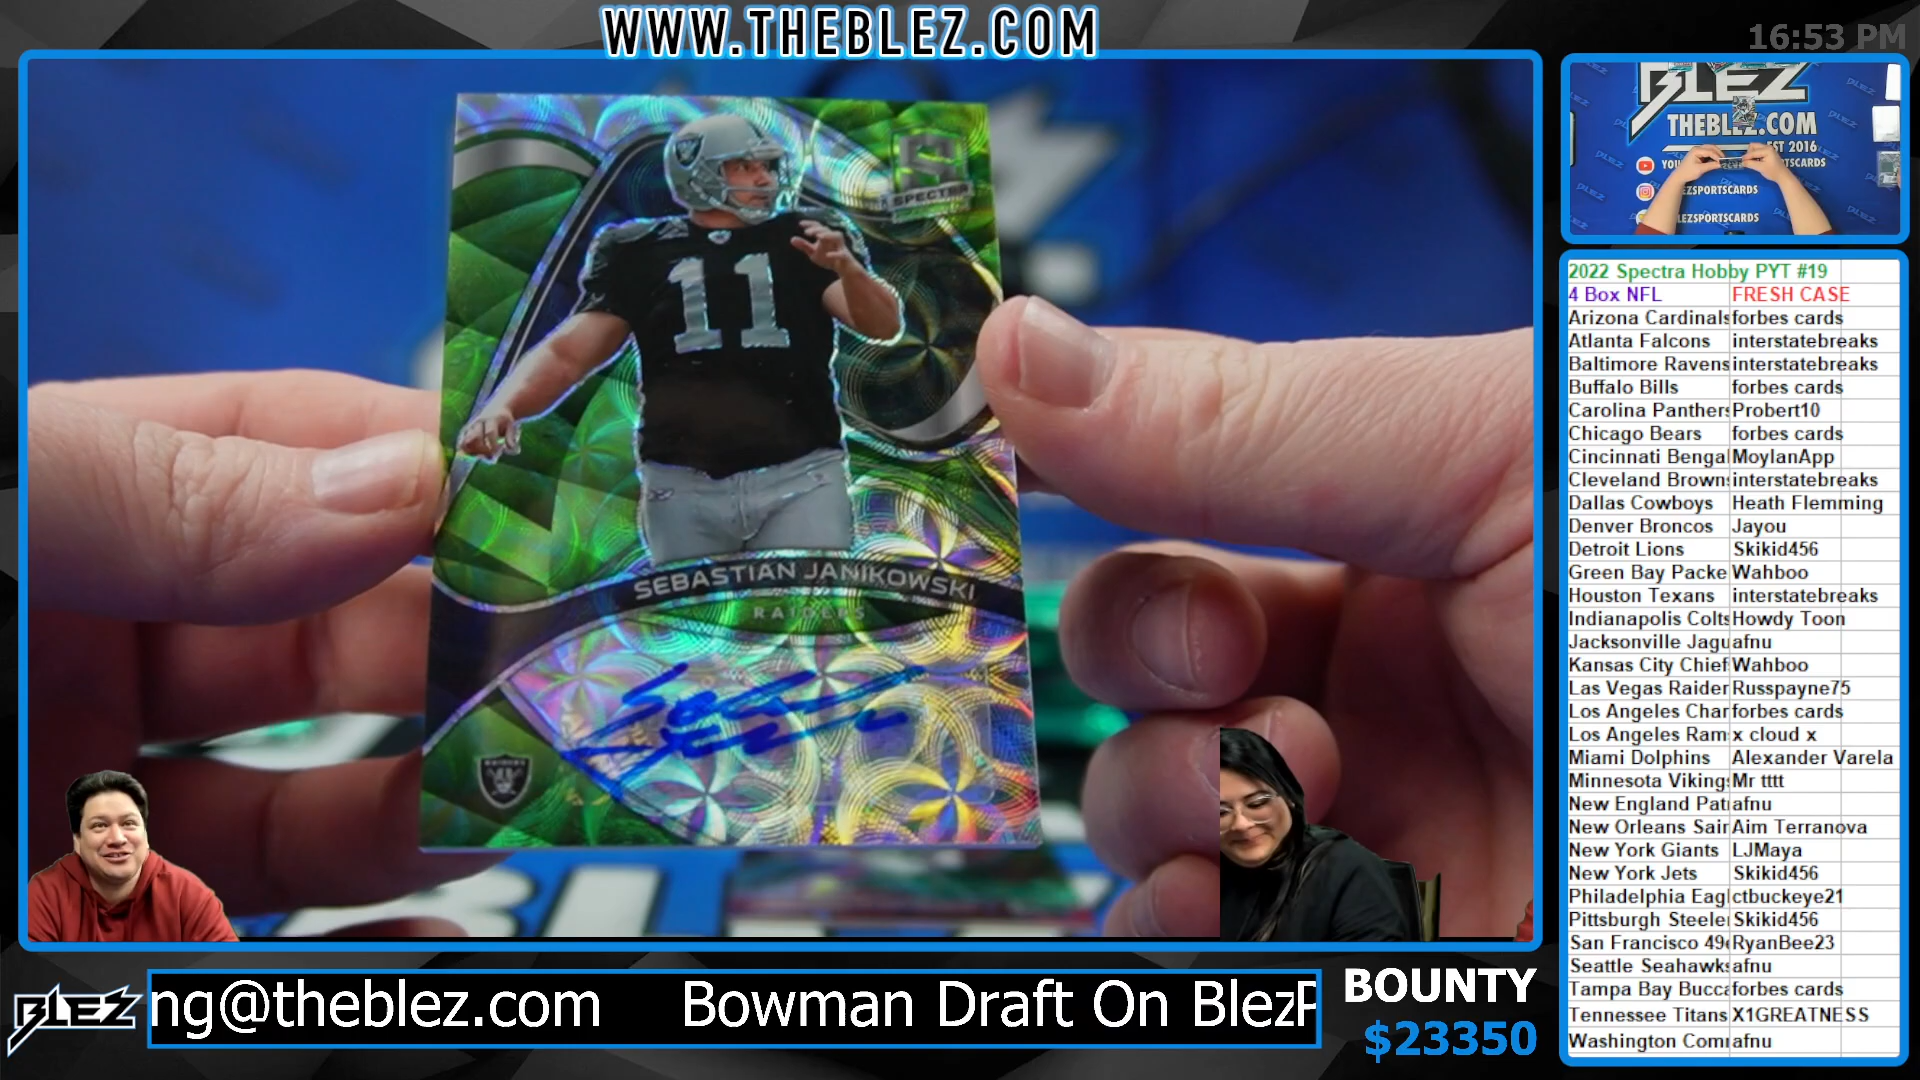 WWW.THEBLEZ.COM
16:53 PM
BLEZ
THEBLEZ.COM
EST 2016
SPECTRA
11
SEBASTIAN JANIKOWSKI
RAIDERS
RAIDERS
2022 Spectra Hobby PYT #19
4 Box NFL FRESH CASE
Arizona Cardinals forbes cards
Atlanta Falcons interstatebreaks
Baltimore Ravens interstatebreaks
Buffalo Bills forbes cards
Carolina Panthers Probert10
Chicago Bears forbes cards
Cincinnati Bengal MoylanApp
Cleveland Browns interstatebreaks
Dallas Cowboys Heath Flemming
Denver Broncos Jayou
Detroit Lions Skikid456
Green Bay Packe Wahboo
Houston Texans interstatebreaks
Indianapolis Colts Howdy Toon
Jacksonville Jagu afnu
Kansas City Chief Wahboo
Las Vegas Raider Russpayne75
Los Angeles Char forbes cards
Los Angeles Ram x cloud x
Miami Dolphins Alexander Varela
Minnesota Viking Mr tttt
New England Pat afnu
New Orleans Sair Aim Terranova
New York Giants LJMaya
New York Jets Skikid456
Philadelphia Eagl ctbuckeye21
Pittsburgh Steele Skikid456
San Francisco 49 RyanBee23
Seattle Seahawks afnu
Tampa Bay Bucca forbes cards
Tennessee Titans X1GREATNESS
Washington Com afnu
BLEZ
ng@theblez.com Bowman Draft On BlezP
BOUNTY
$23350